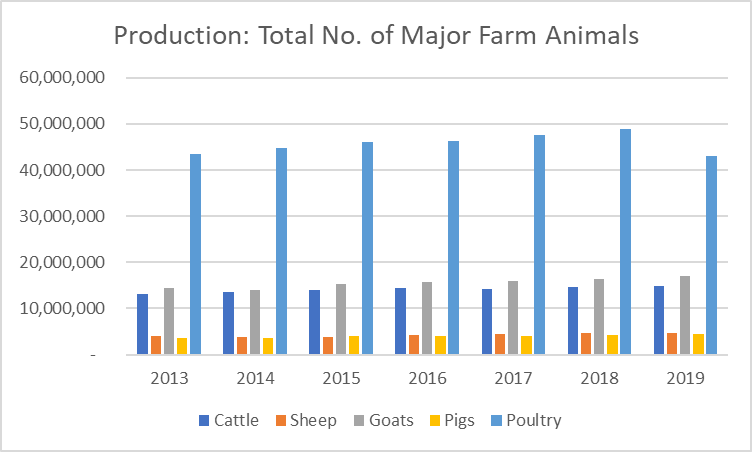 Production: Total No. of Major Farm Animals
60,000,000
50,000,000
40,000,000
30,000,000
20,000,000
10,000,000
-
2013 2014 2015 2016 2017 2018 2019
Cattle Sheep Goats Pigs Poultry